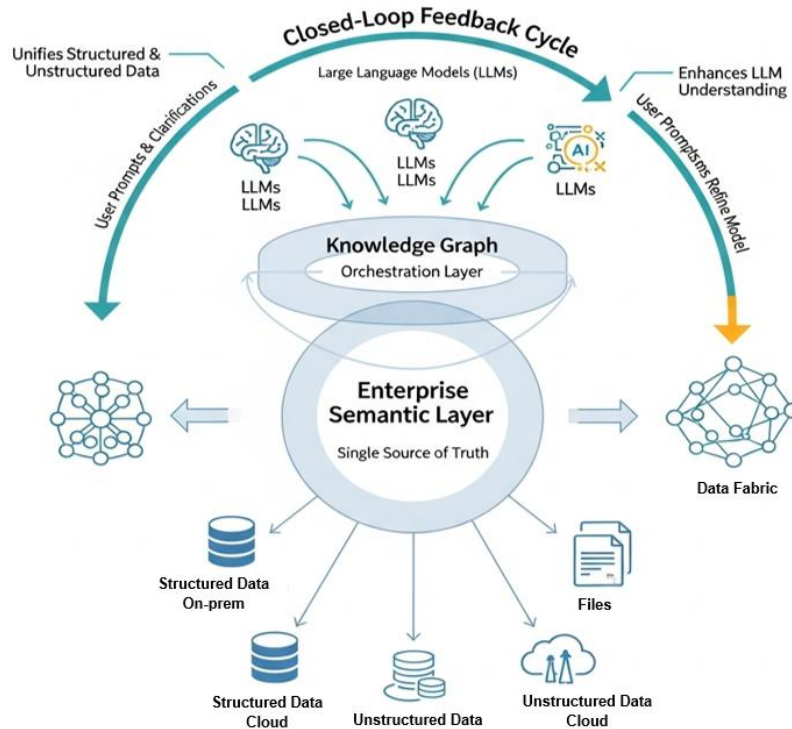 Closed-Loop Feedback Cycle
Unifies Structured &
Unstructured Data
Large Language Models (LLMs)
Enhances LLM
Understanding
User Prompts & Clarifications
User Promptsms Refine Model
LLMs
LLMs
LLMs
LLMs
AI
LLMs
Knowledge Graph
Orchestration Layer
Enterprise
Semantic Layer
Single Source of Truth
Data Fabric
Structured Data
On-prem
Files
Structured Data
Cloud
Unstructured Data
Unstructured Data
Cloud